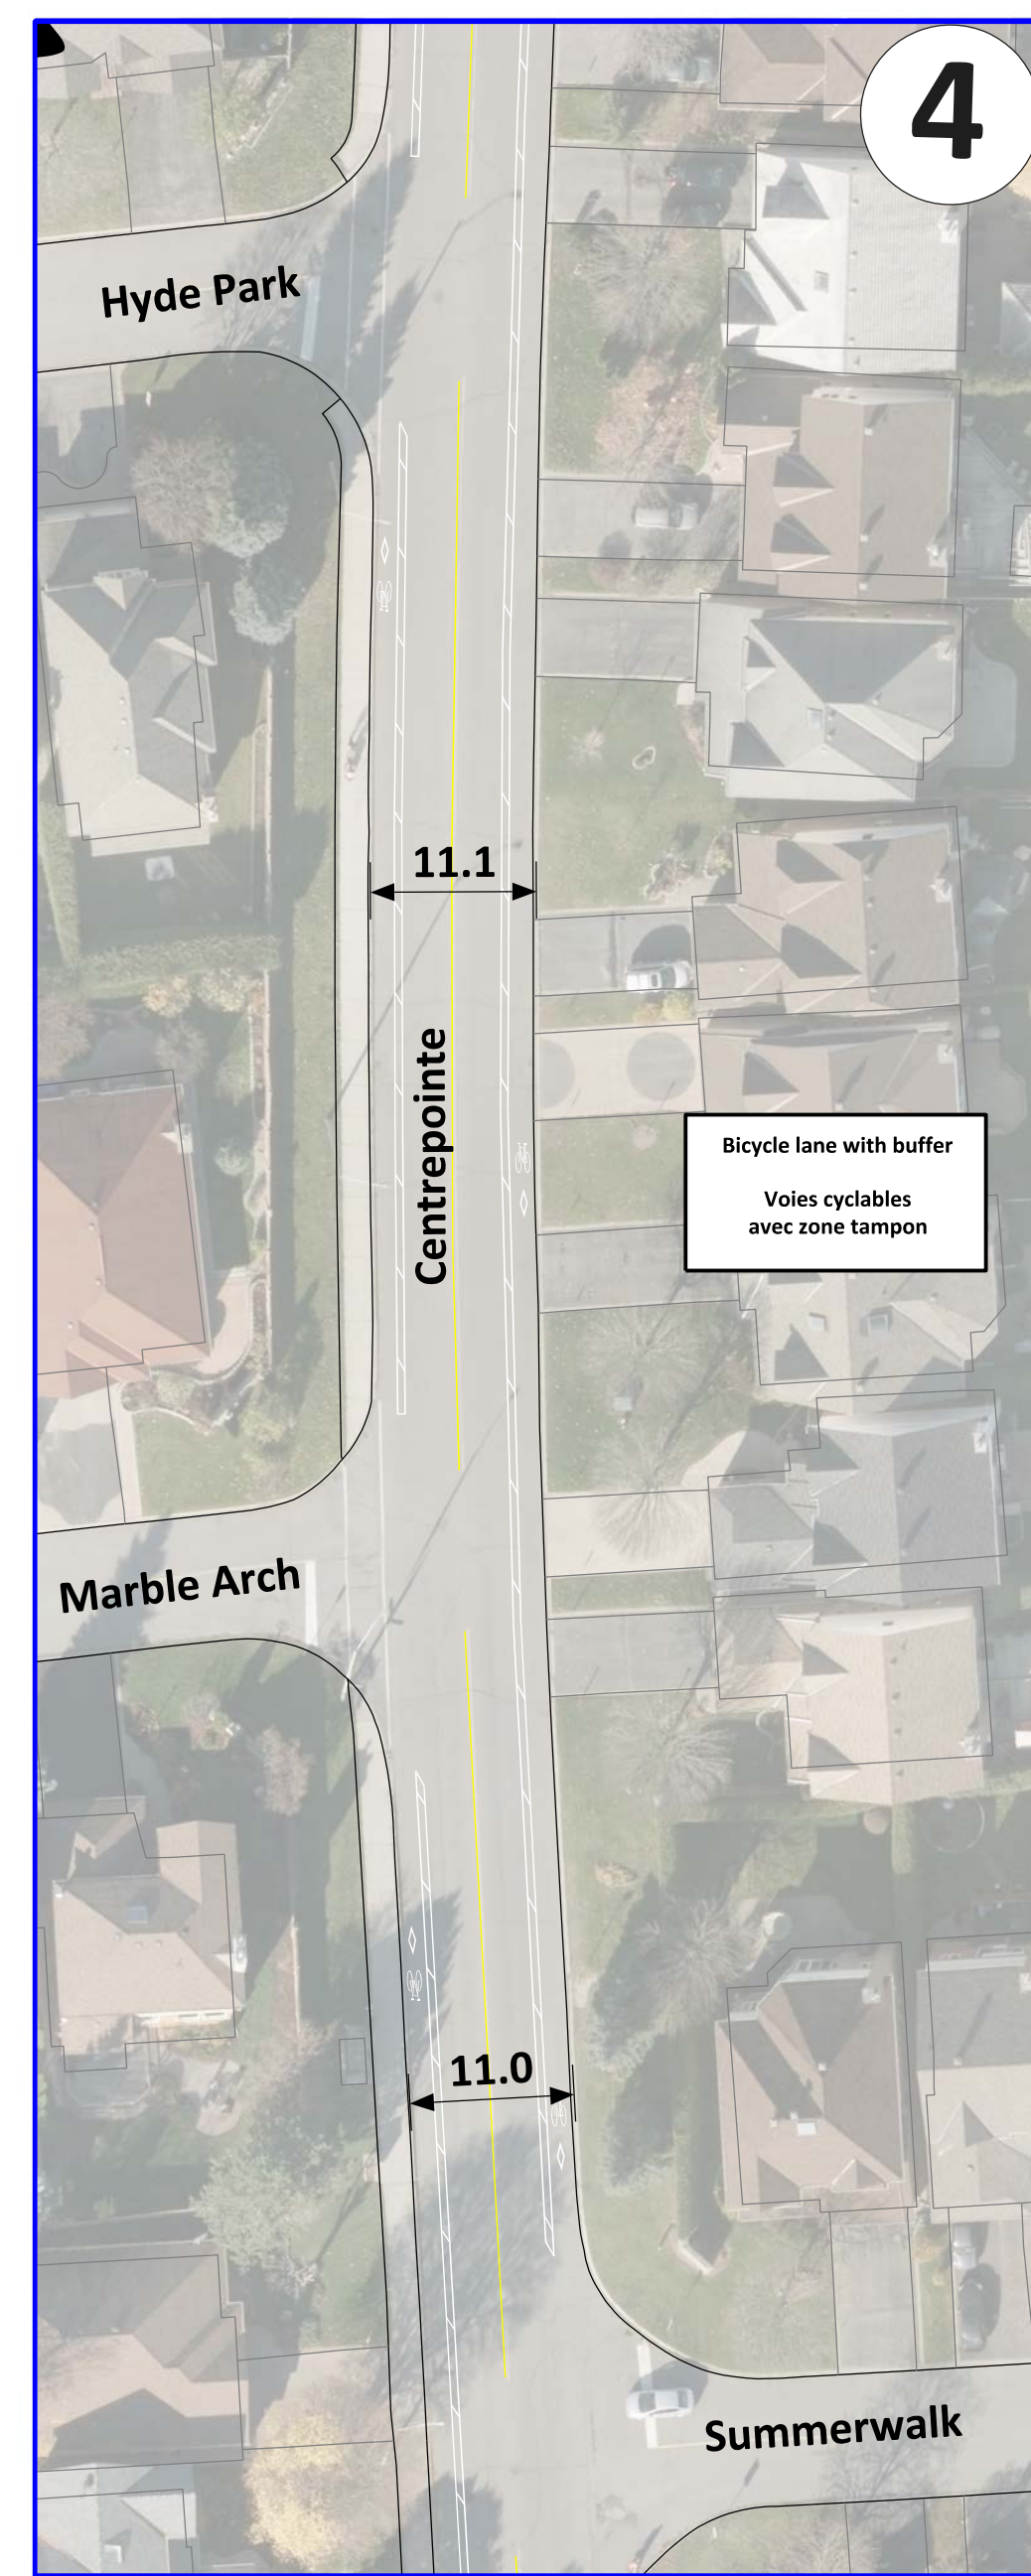 4
Hyde Park
11.1
Centrepointe
Bicycle lane with buffer
Voies cyclables
avec zone tampon
Marble Arch
11.0
Summerwalk